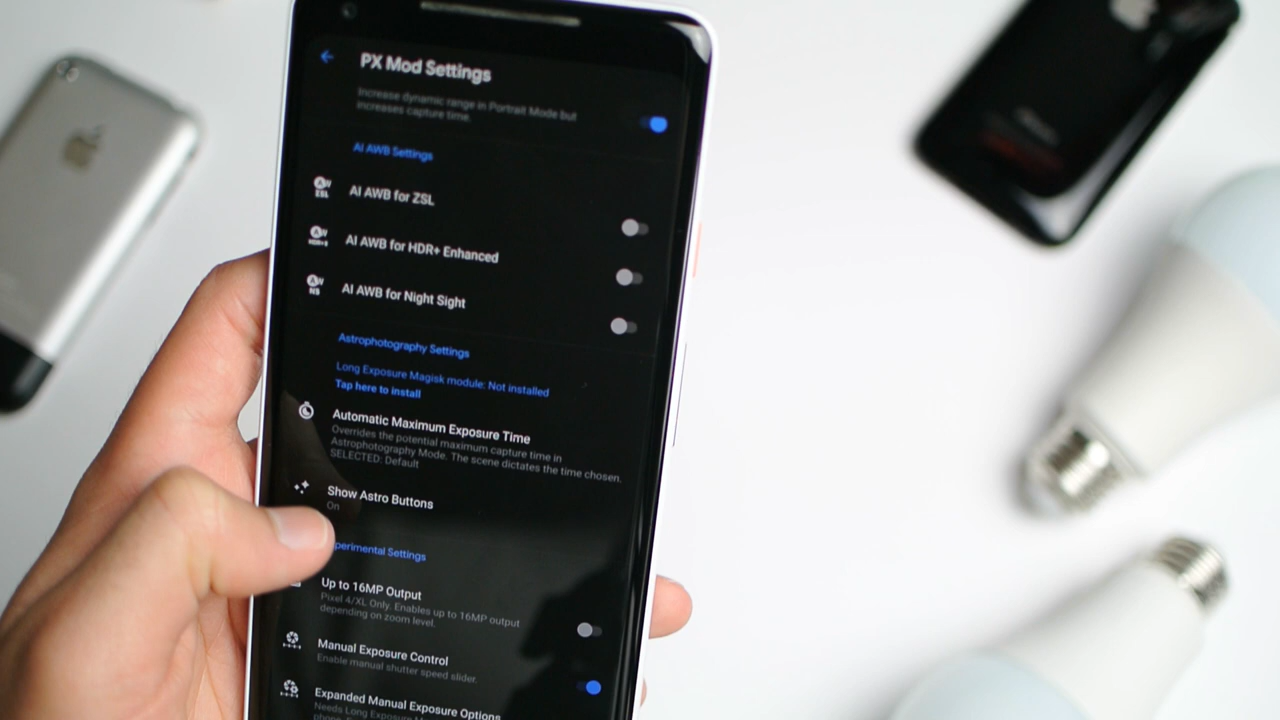 PX Mod Settings
Increase dynamic range in Portrait Mode but
increases capture time.
AI AWB Settings
AI AWB for ZSL
AI AWB for HDR+ Enhanced
AI AWB for Night Sight
Astrophotography Settings
Long Exposure Magisk module: Not installed
Tap here to install
Automatic Maximum Exposure Time
Overrides the potential maximum capture time in
Astrophotography Mode. The scene dictates the time chosen.
SELECTED: Default
Show Astro Buttons
On
perimental Settings
Up to 16MP Output
Pixel 4/XL Only. Enables up to 16MP output
depending on zoom level.
Manual Exposure Control
Enable manual shutter speed slider.
Expanded Manual Exposure Options
Needs Long Exposure